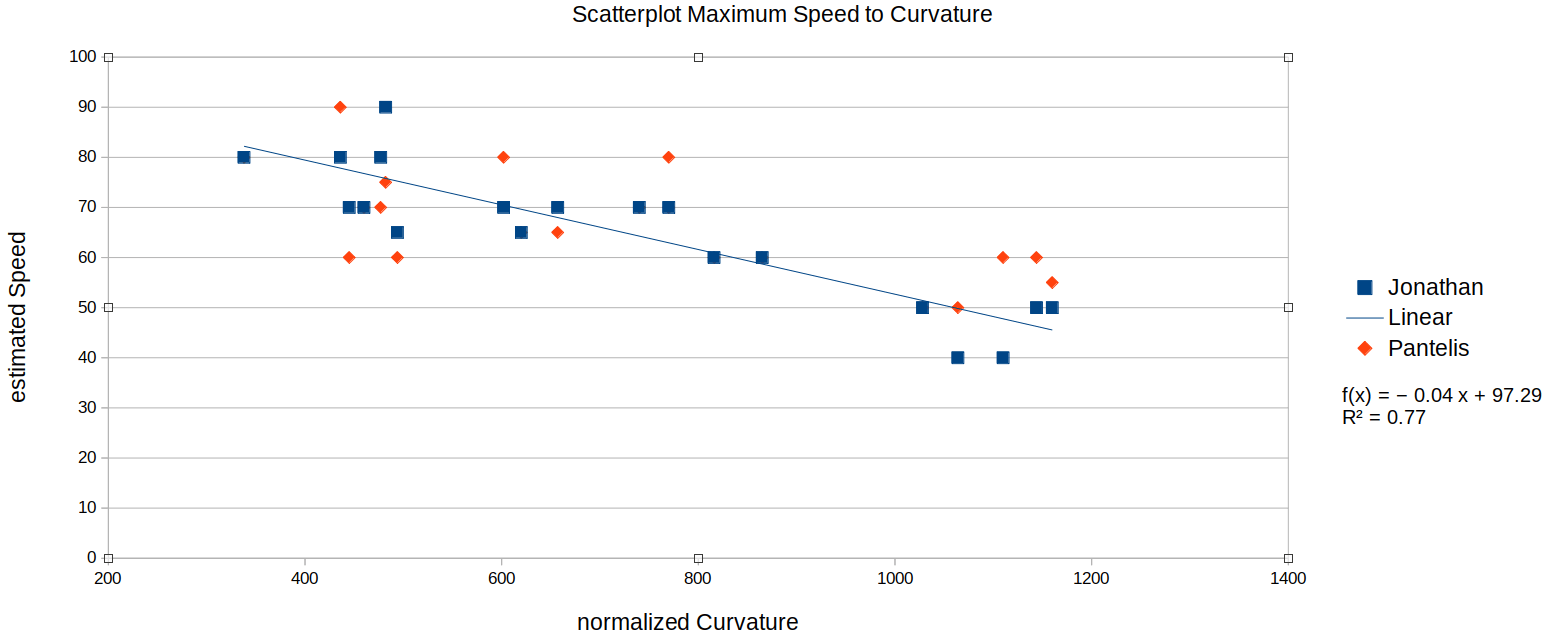 Scatterplot Maximum Speed to Curvature
100
90
80
70
60
50
40
30
20
10
0
200 400 600 800 1000 1200 1400
estimated Speed
normalized Curvature
Jonathan
Linear
Pantelis
f(x) = − 0.04 x + 97.29
R² = 0.77